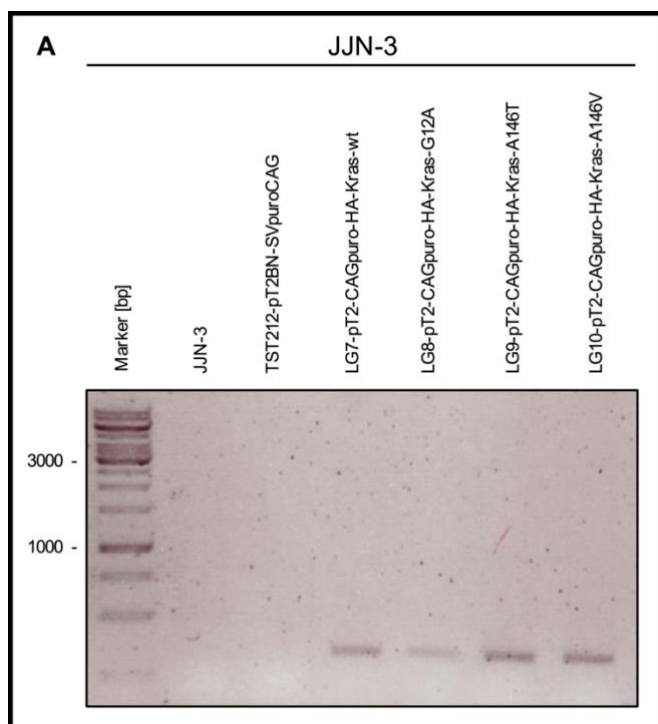 A
JJN-3
Marker [bp]
JJN-3
TST212-pT2BN-SVpuroCAG
LG7-pT2-CAGpuro-HA-Kras-wt
LG8-pT2-CAGpuro-HA-Kras-G12A
LG9-pT2-CAGpuro-HA-Kras-A146T
LG10-pT2-CAGpuro-HA-Kras-A146V
3000 -
1000 -